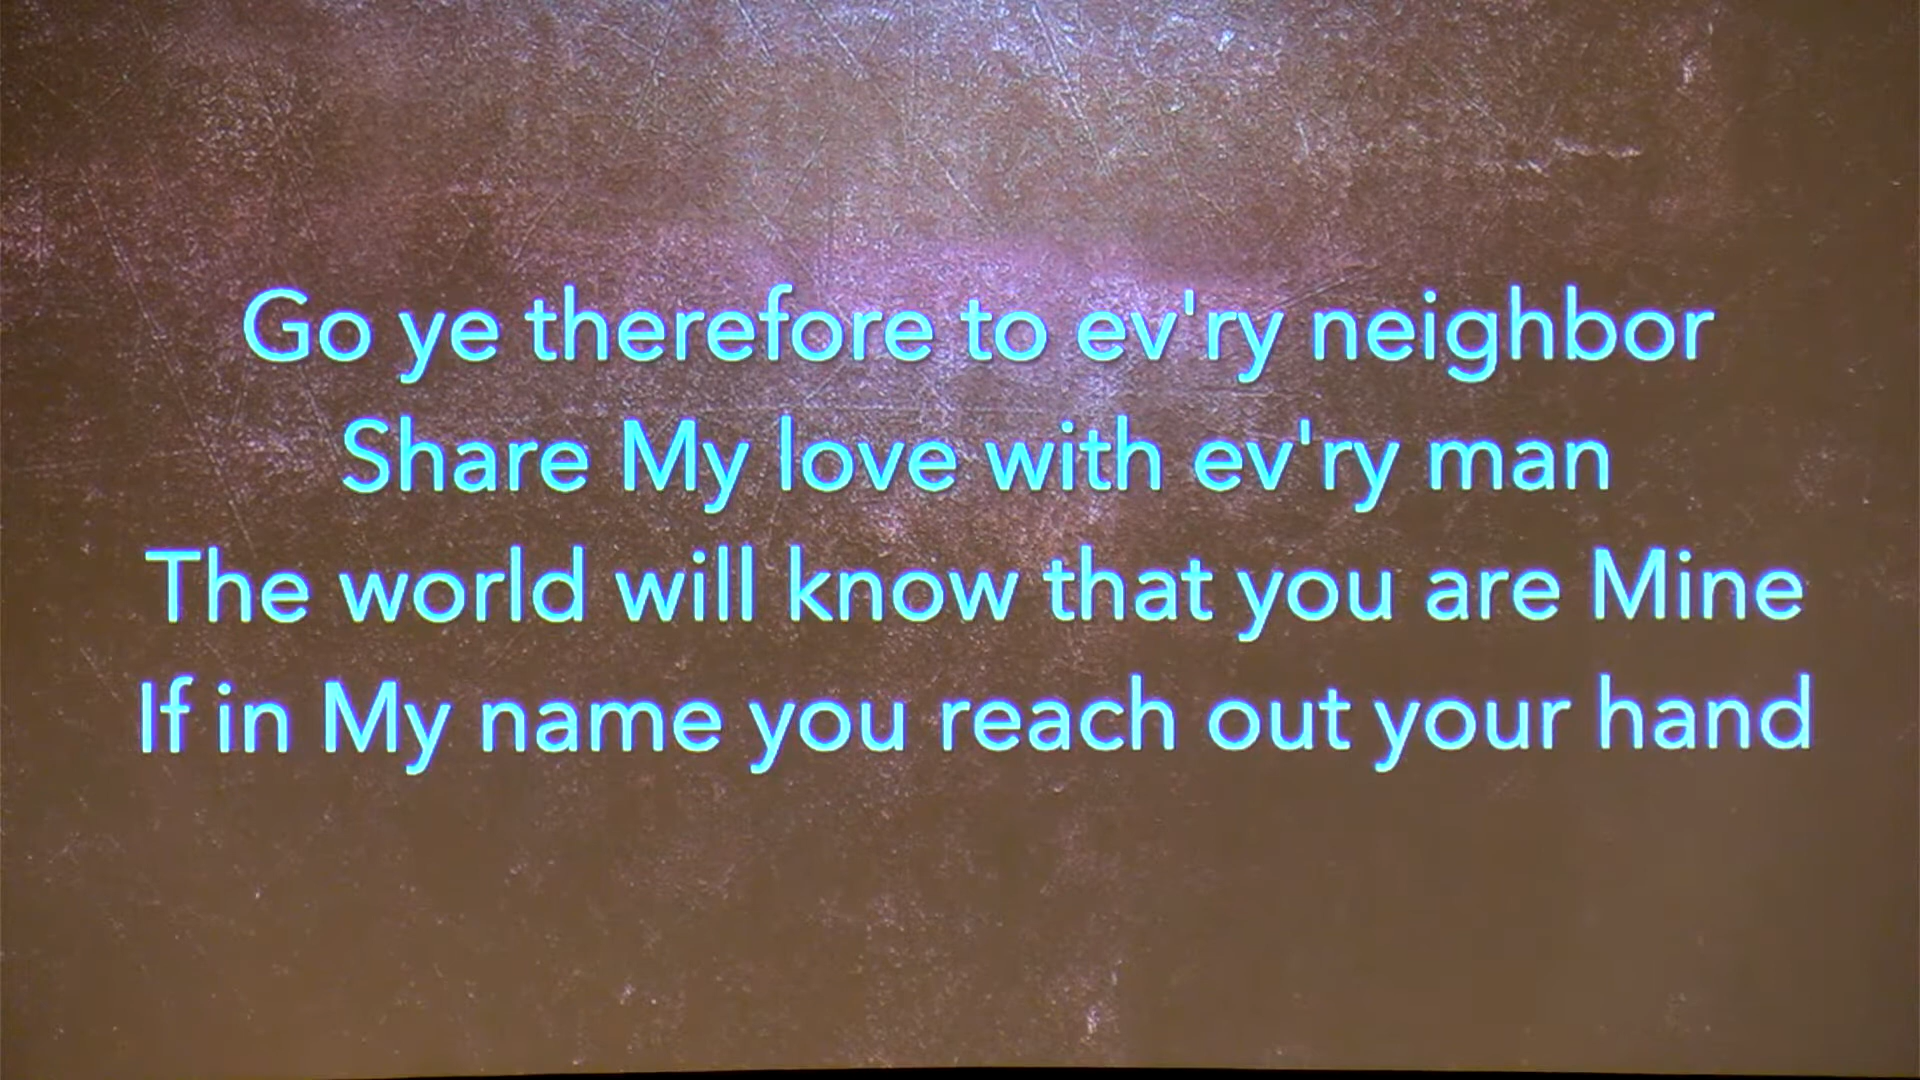 Go ye therefore to ev'ry neighbor
Share My love with ev'ry man
The world will know that you are Mine
If in My name you reach out your hand